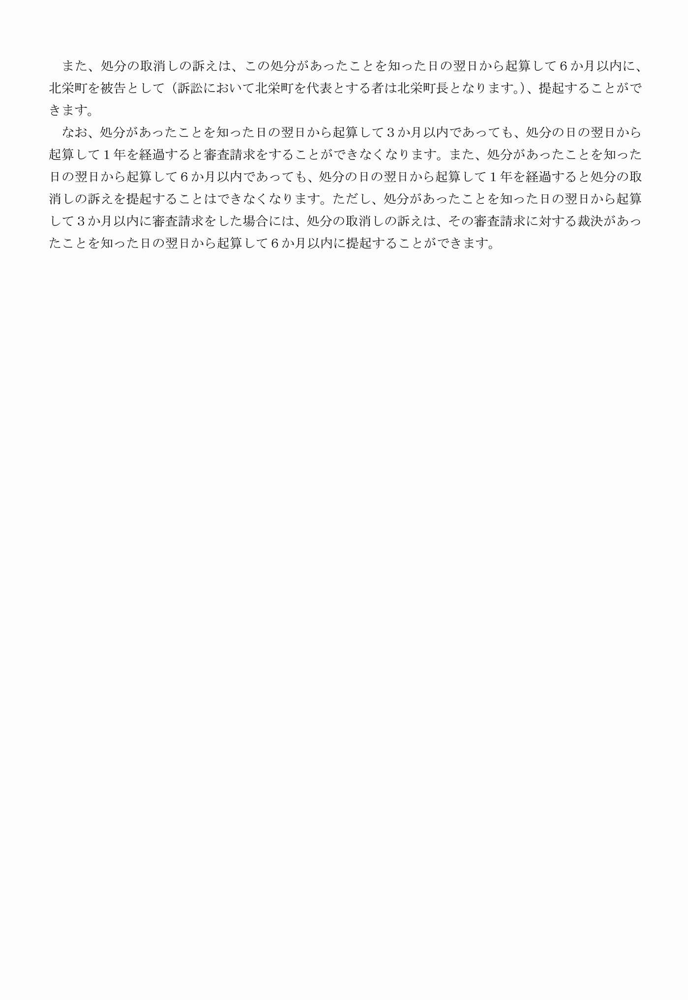 また、処分の取消しの訴えは、この処分があったことを知った日の翌日から起算して６か月以内に、
北栄町を被告として（訴訟において北栄町を代表とする者は北栄町長となります。）、提起することがで
きます。
　なお、処分があったことを知った日の翌日から起算して３か月以内であっても、処分の日の翌日から
起算して１年を経過すると審査請求をすることができなくなります。また、処分があったことを知った
日の翌日から起算して６か月以内であっても、処分の日の翌日から起算して１年を経過すると処分の取
消しの訴えを提起することはできなくなります。ただし、処分があったことを知った日の翌日から起算
して３か月以内に審査請求をした場合には、処分の取消しの訴えは、その審査請求に対する裁決があっ
たことを知った日の翌日から起算して６か月以内に提起することができます。